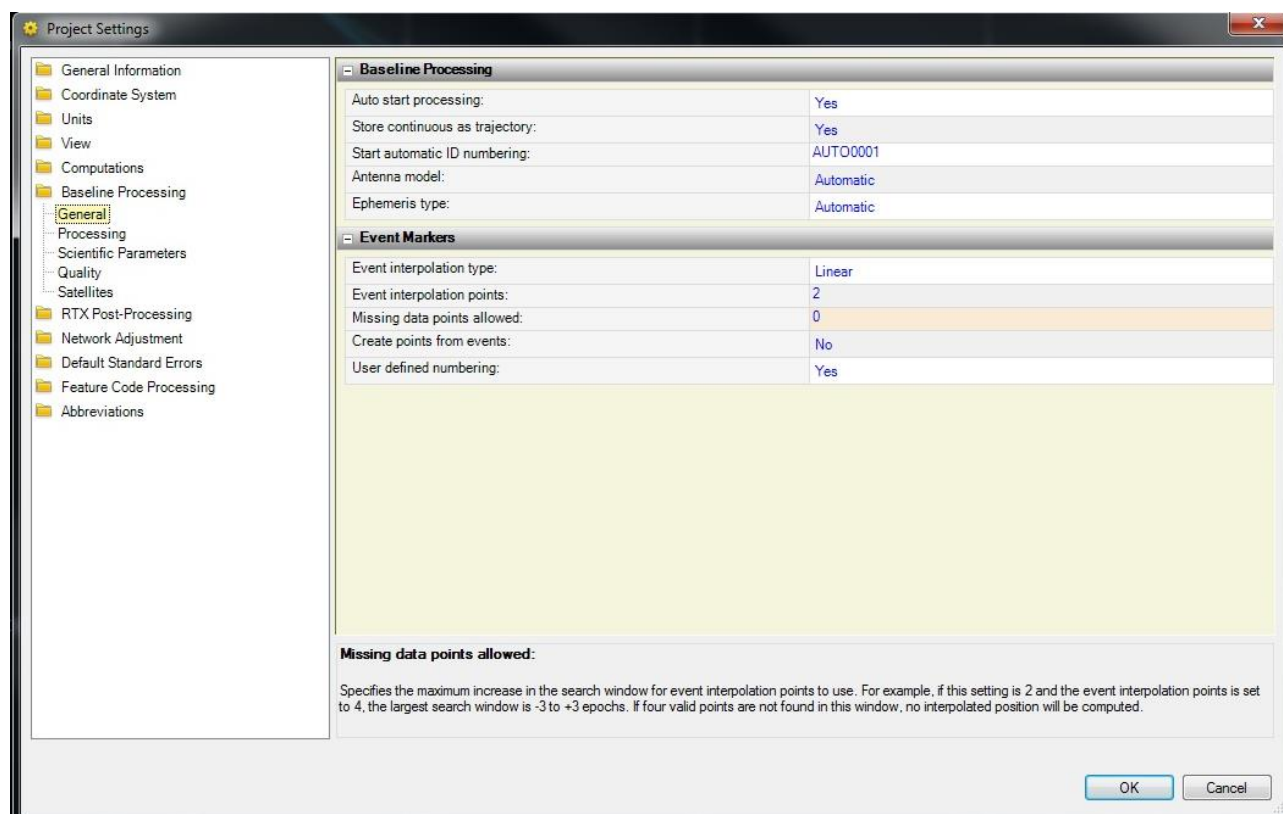 Project Settings
General Information
Coordinate System
Units
View
Computations
Baseline Processing
General
Processing
Scientific Parameters
Quality
Satellites
RTX Post-Processing
Network Adjustment
Default Standard Errors
Feature Code Processing
Abbreviations
Baseline Processing
Auto start processing: Yes
Store continuous as trajectory: Yes
Start automatic ID numbering: AUTO0001
Antenna model: Automatic
Ephemeris type: Automatic
Event Markers
Event interpolation type: Linear
Event interpolation points: 2
Missing data points allowed: 0
Create points from events: No
User defined numbering: Yes
Missing data points allowed:
Specifies the maximum increase in the search window for event interpolation points to use. For example, if this setting is 2 and the event interpolation points is set
to 4, the largest search window is -3 to +3 epochs. If four valid points are not found in this window, no interpolated position will be computed.
OK Cancel